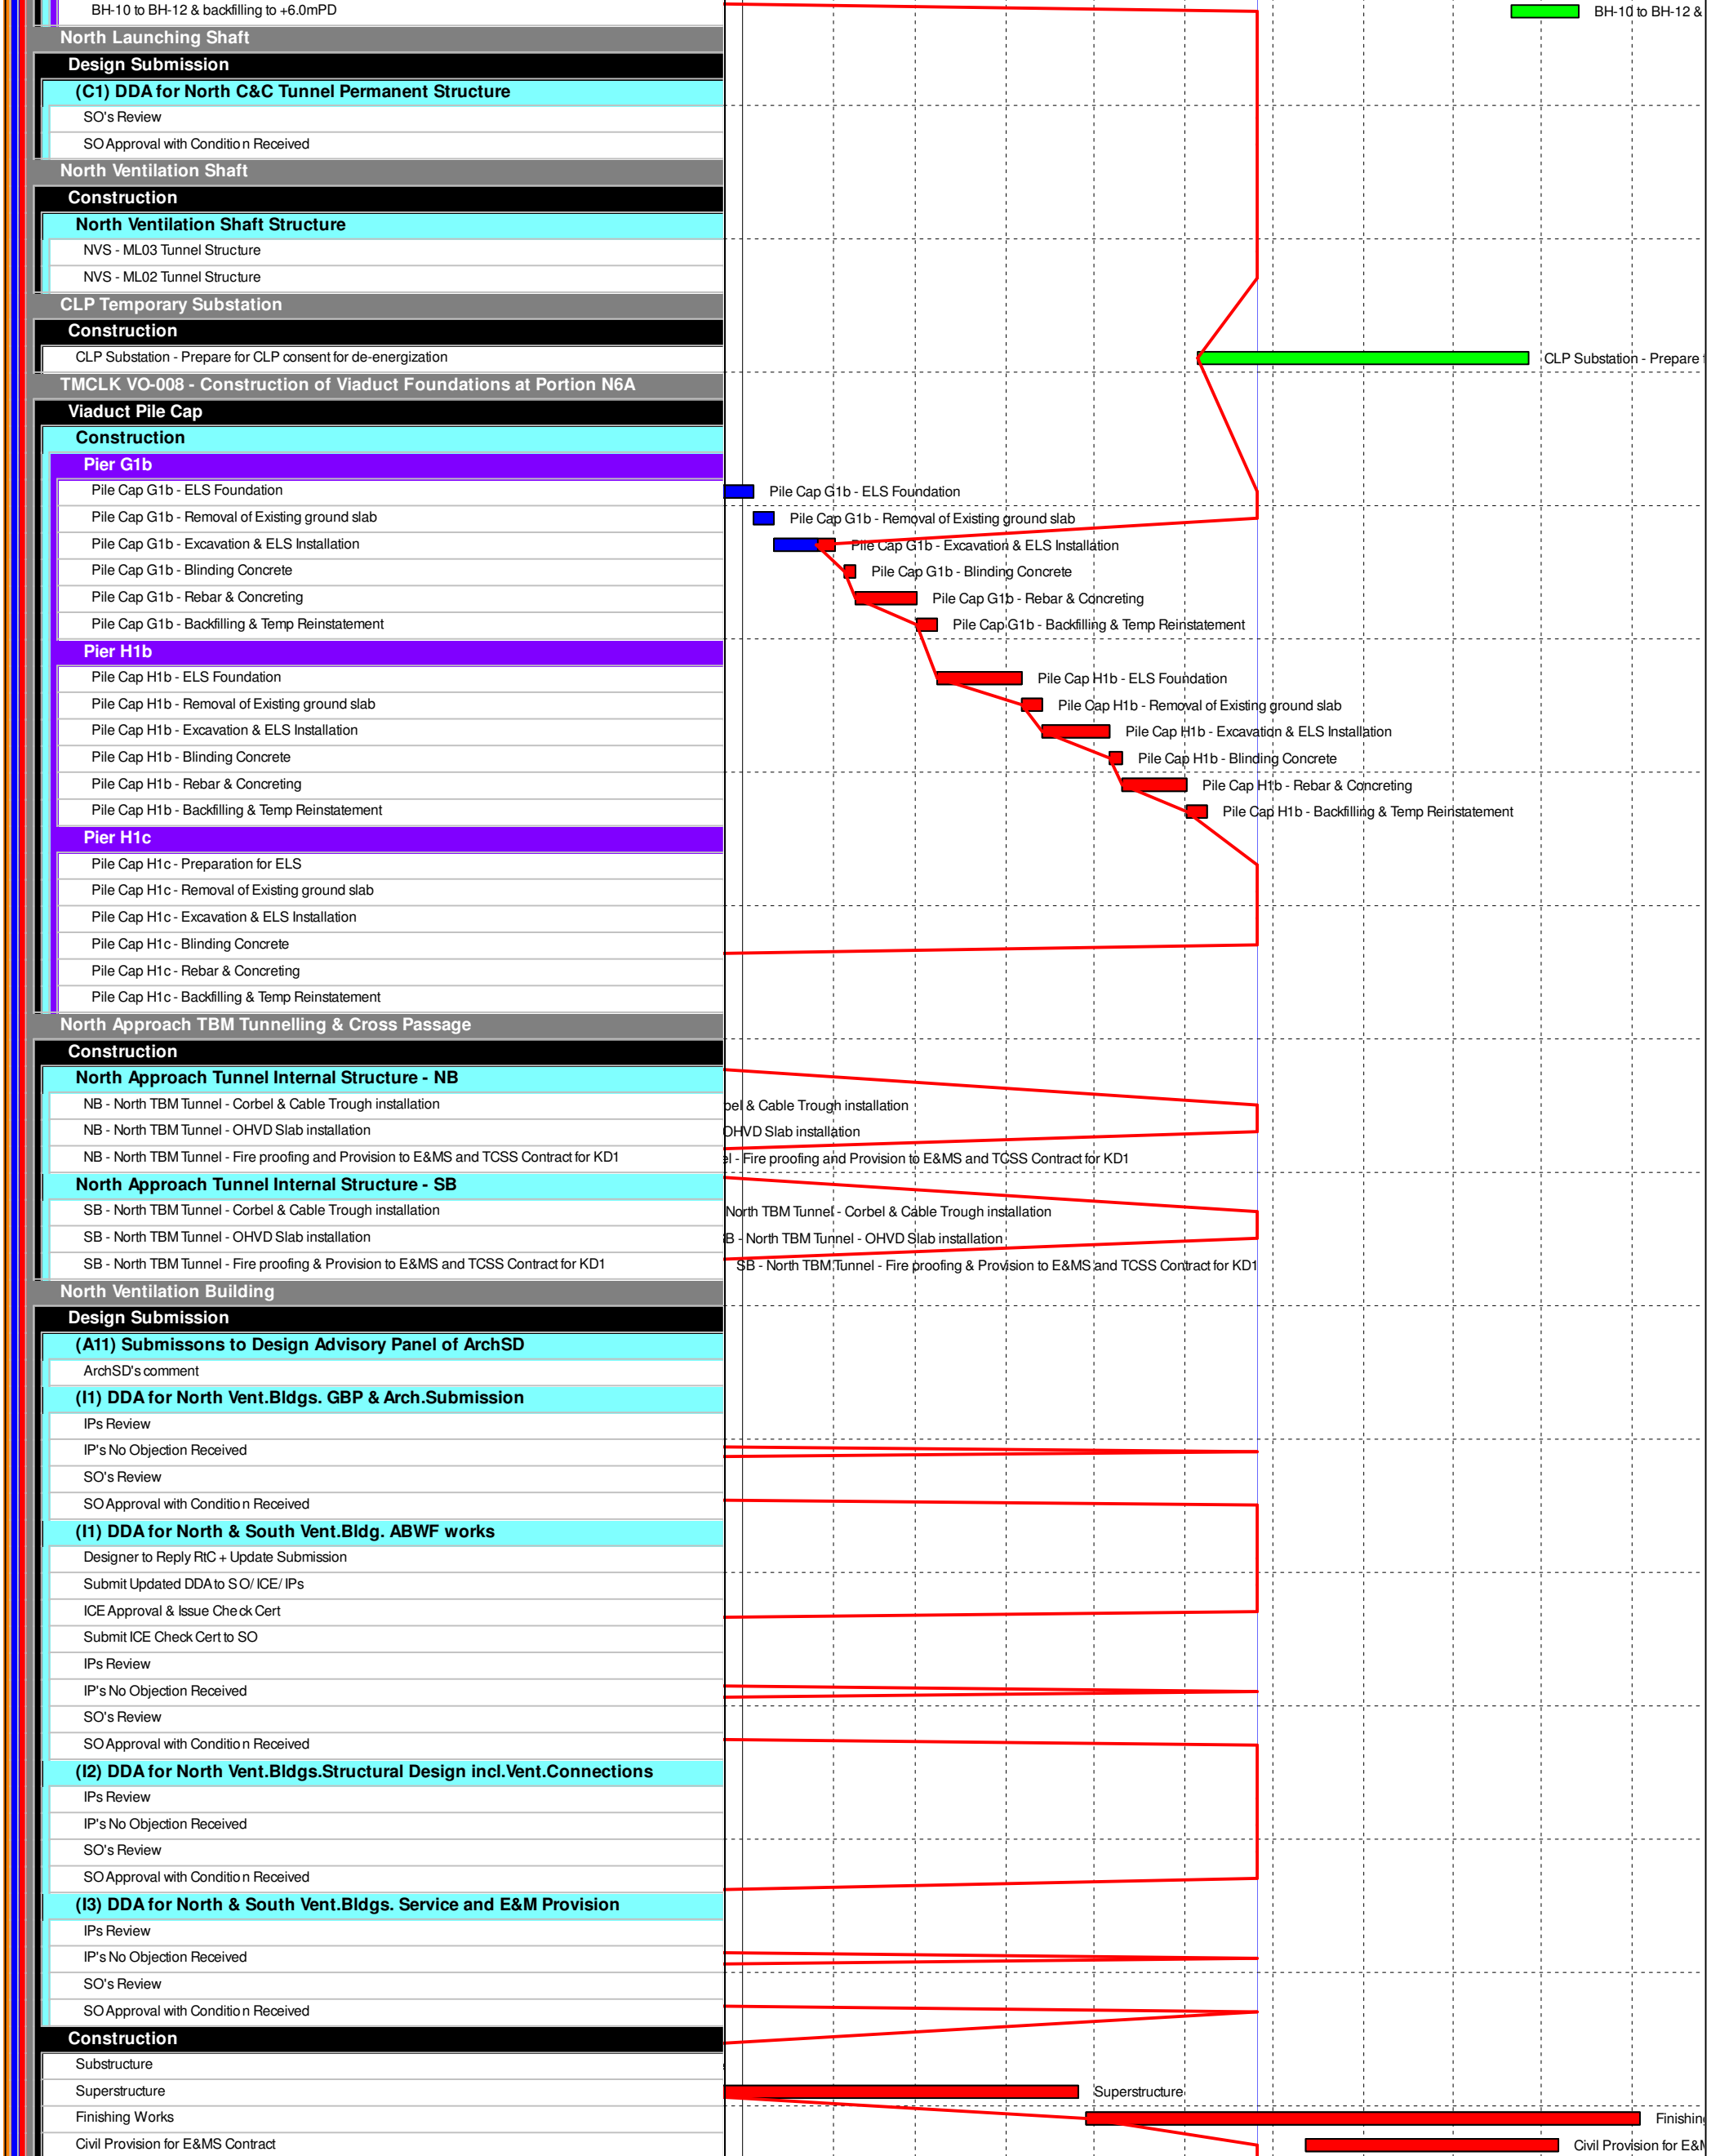 BH-10 to BH-12 & backfilling to +6.0mPD
BH-10 to BH-12 &
North Launching Shaft
Design Submission
(C1) DDA for North C&C Tunnel Permanent Structure
SO's Review
SO Approval with Condition Received
North Ventilation Shaft
Construction
North Ventilation Shaft Structure
NVS - ML03 Tunnel Structure
NVS - ML02 Tunnel Structure
CLP Temporary Substation
Construction
CLP Substation - Prepare for CLP consent for de-energization
CLP Substation - Prepare
TMCLK VO-008 - Construction of Viaduct Foundations at Portion N6A
Viaduct Pile Cap
Construction
Pier G1b
Pile Cap G1b - ELS Foundation
Pile Cap G1b - ELS Foundation
Pile Cap G1b - Removal of Existing ground slab
Pile Cap G1b - Removal of Existing ground slab
Pile Cap G1b - Excavation & ELS Installation
Pile Cap G1b - Excavation & ELS Installation
Pile Cap G1b - Blinding Concrete
Pile Cap G1b - Blinding Concrete
Pile Cap G1b - Rebar & Concreting
Pile Cap G1b - Rebar & Concreting
Pile Cap G1b - Backfilling & Temp Reinstatement
Pile Cap G1b - Backfilling & Temp Reinstatement
Pier H1b
Pile Cap H1b - ELS Foundation
Pile Cap H1b - ELS Foundation
Pile Cap H1b - Removal of Existing ground slab
Pile Cap H1b - Removal of Existing ground slab
Pile Cap H1b - Excavation & ELS Installation
Pile Cap H1b - Excavation & ELS Installation
Pile Cap H1b - Blinding Concrete
Pile Cap H1b - Blinding Concrete
Pile Cap H1b - Rebar & Concreting
Pile Cap H1b - Rebar & Concreting
Pile Cap H1b - Backfilling & Temp Reinstatement
Pile Cap H1b - Backfilling & Temp Reinstatement
Pier H1c
Pile Cap H1c - Preparation for ELS
Pile Cap H1c - Removal of Existing ground slab
Pile Cap H1c - Excavation & ELS Installation
Pile Cap H1c - Blinding Concrete
Pile Cap H1c - Rebar & Concreting
Pile Cap H1c - Backfilling & Temp Reinstatement
North Approach TBM Tunnelling & Cross Passage
Construction
North Approach Tunnel Internal Structure - NB
NB - North TBM Tunnel - Corbel & Cable Trough installation
& Cable Trough installation
NB - North TBM Tunnel - OHVD Slab installation
OHVD Slab installation
NB - North TBM Tunnel - Fire proofing and Provision to E&MS and TCSS Contract for KD1
- Fire proofing and Provision to E&MS and TCSS Contract for KD1
North Approach Tunnel Internal Structure - SB
SB - North TBM Tunnel - Corbel & Cable Trough installation
North TBM Tunnel - Corbel & Cable Trough installation
SB - North TBM Tunnel - OHVD Slab installation
- North TBM Tunnel - OHVD Slab installation
SB - North TBM Tunnel - Fire proofing & Provision to E&MS and TCSS Contract for KD1
SB - North TBM Tunnel - Fire proofing & Provision to E&MS and TCSS Contract for KD1
North Ventilation Building
Design Submission
(A11) Submissons to Design Advisory Panel of ArchSD
ArchSD's comment
(I1) DDA for North Vent.Bldgs. GBP & Arch.Submission
IPs Review
IP's No Objection Received
SO's Review
SO Approval with Condition Received
(I1) DDA for North & South Vent.Bldg. ABWF works
Designer to Reply RtC + Update Submission
Submit Updated DDA to SO/ ICE/ IPs
ICE Approval & Issue Check Cert
Submit ICE Check Cert to SO
IPs Review
IP's No Objection Received
SO's Review
SO Approval with Condition Received
(I2) DDA for North Vent.Bldgs.Structural Design incl.Vent.Connections
IPs Review
IP's No Objection Received
SO's Review
SO Approval with Condition Received
(I3) DDA for North & South Vent.Bldgs. Service and E&M Provision
IPs Review
IP's No Objection Received
SO's Review
SO Approval with Condition Received
Construction
Substructure
Superstructure
Superstructure
Finishing Works
Finishing
Civil Provision for E&MS Contract
Civil Provision for E&M